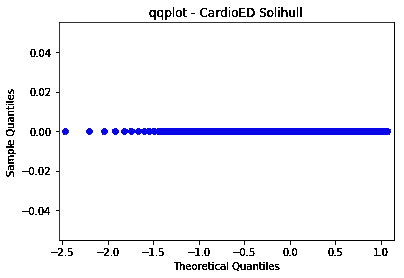 qqplot - CardioED Solihull
Sample Quantiles
0.04
0.02
0.00
−0.02
−0.04
−2.5 −2.0 −1.5 −1.0 −0.5 0.0 0.5 1.0
Theoretical Quantiles